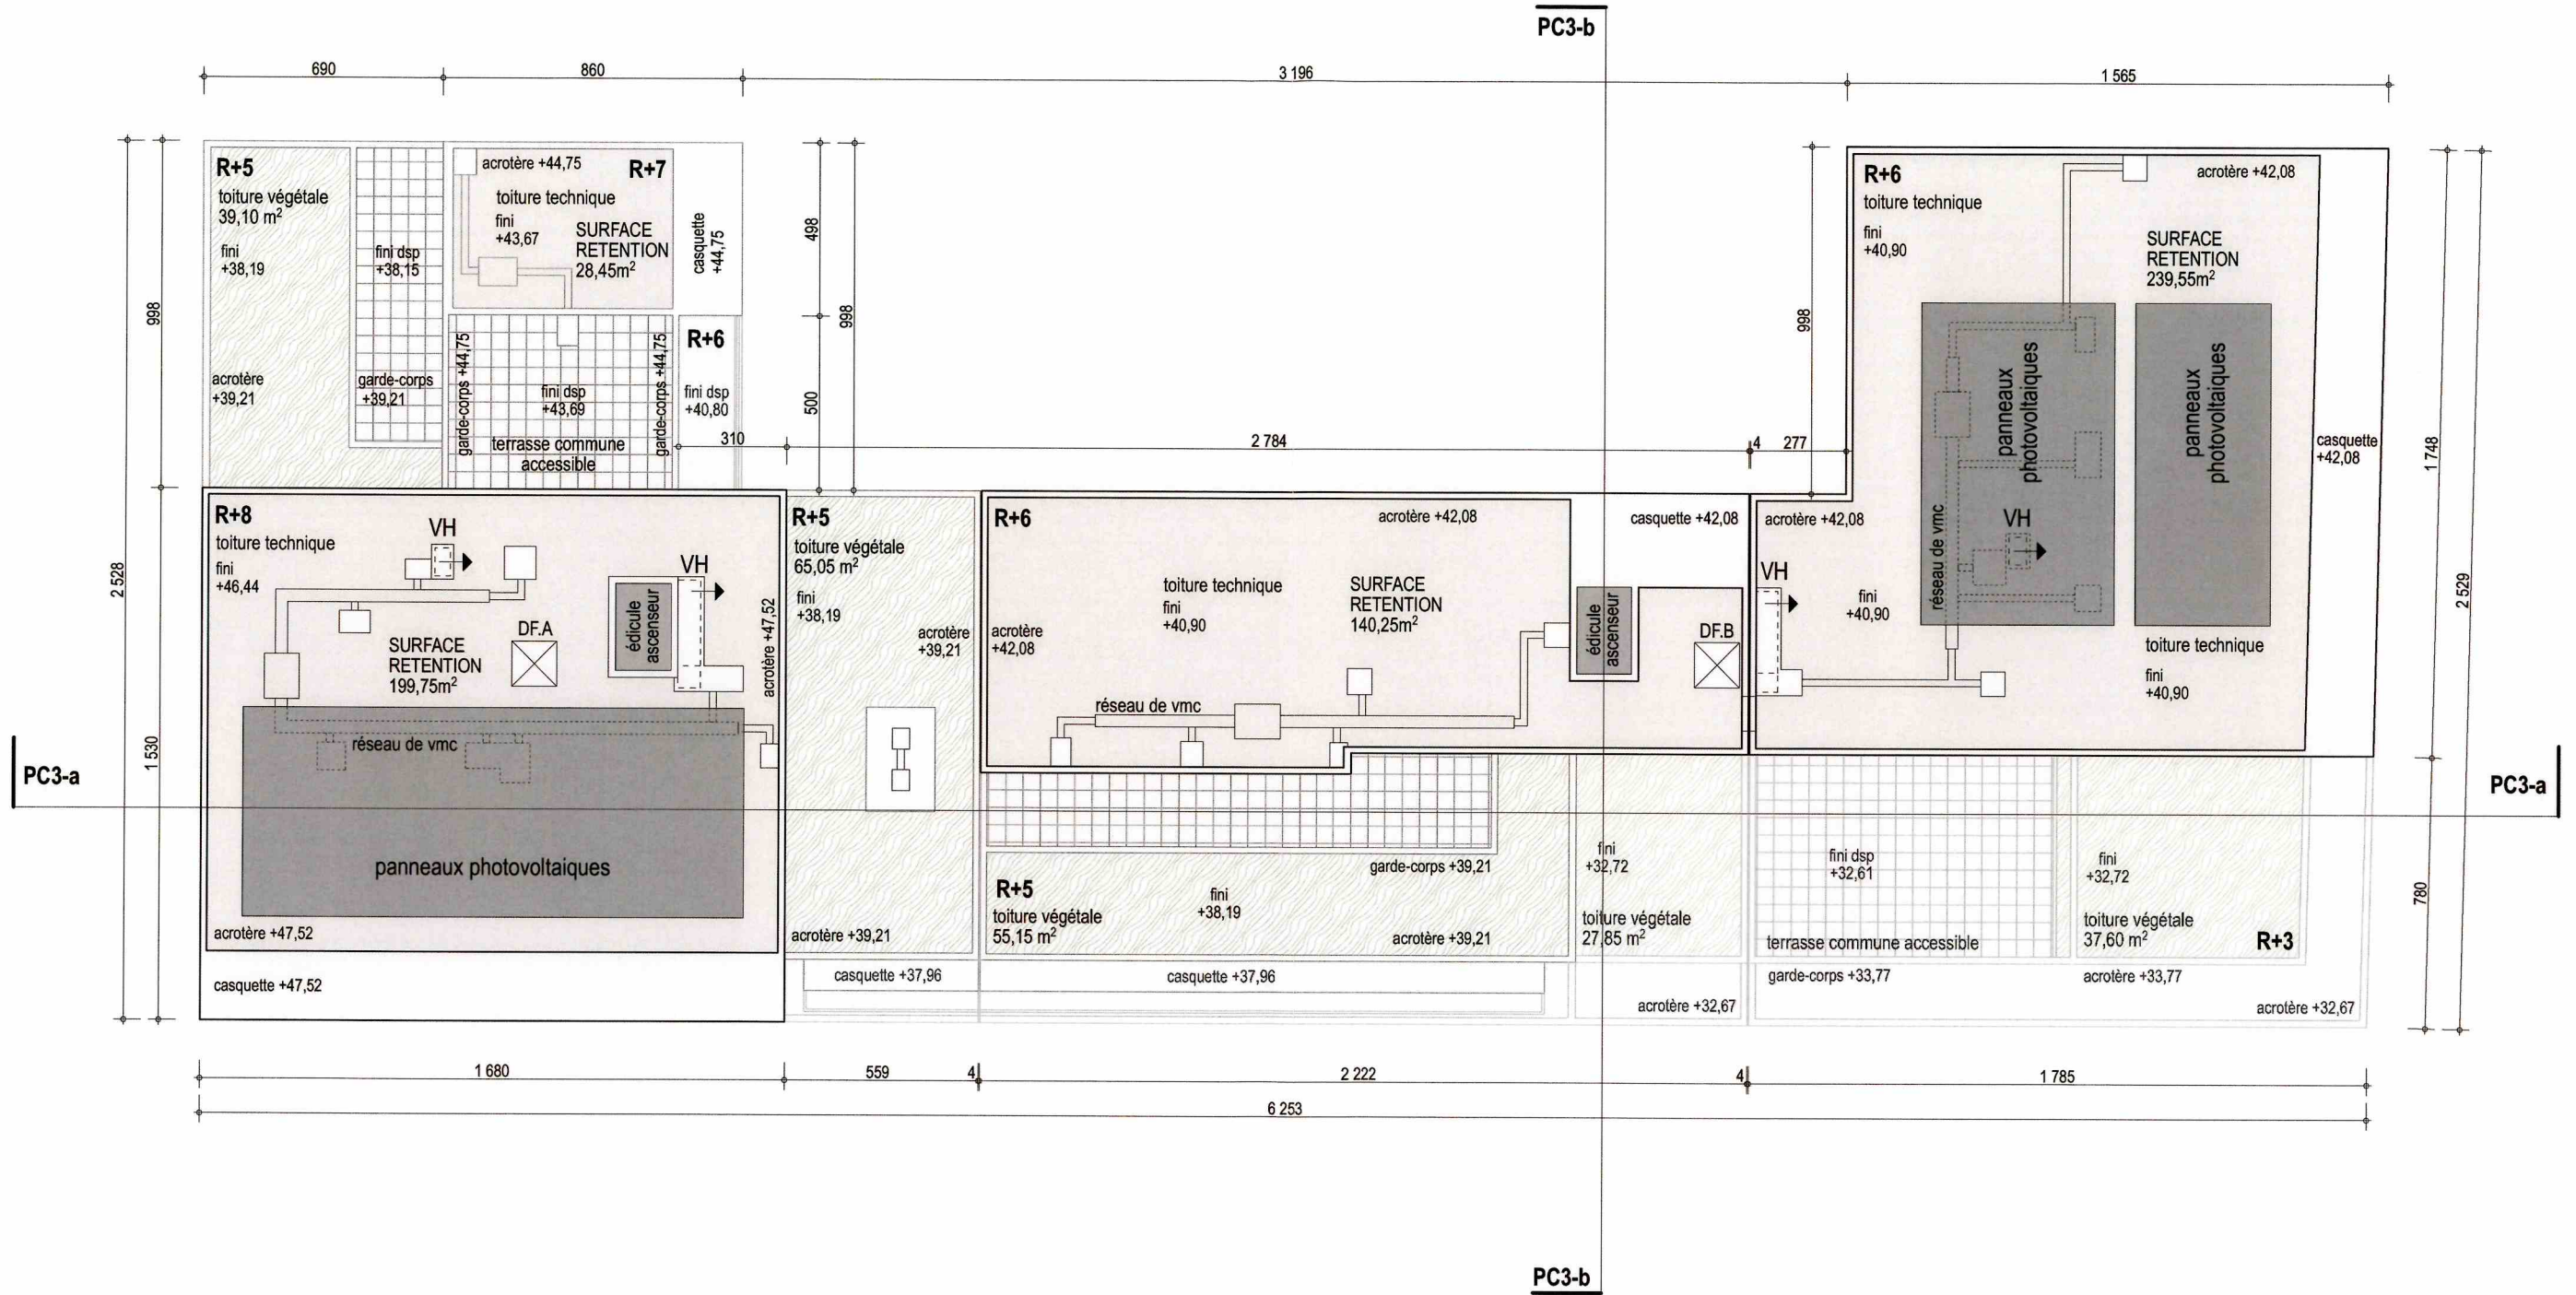 PC3-b
690
860
3 196
1 565
R+5
toiture végétale
39,10 m²
fini
+38,19
acrotère
+39,21
fini dsp
+38,15
garde-corps
+39,21
acrotère +44,75
R+7
toiture technique
fini
+43,67
SURFACE
RETENTION
28,45m²
casquette
+44,75
garde-corps +44,75
fini dsp
+43,69
terrasse commune
accessible
garde-corps +44,75
R+6
fini dsp
+40,80
498
500
998
998
2 528
1 530
310
2 784
4
277
998
R+6
toiture technique
fini
+40,90
acrotère +42,08
SURFACE
RETENTION
239,55m²
panneaux
photovoltaiques
panneaux
photovoltaiques
réseau de vmc
VH
casquette
+42,08
toiture technique
fini
+40,90
1 748
2 529
780
R+8
toiture technique
fini
+46,44
VH
VH
édicule
ascenseur
DF.A
SURFACE
RETENTION
199,75m²
acrotère +47,52
réseau de vmc
panneaux photovoltaiques
acrotère +47,52
casquette +47,52
R+5
toiture végétale
65,05 m²
fini
+38,19
acrotère
+39,21
acrotère +39,21
casquette +37,96
R+6
acrotère +42,08
acrotère
+42,08
toiture technique
fini
+40,90
SURFACE
RETENTION
140,25m²
réseau de vmc
casquette +42,08
édicule
ascenseur
DF.B
acrotère +42,08
VH
fini
+40,90
garde-corps +39,21
R+5
toiture végétale
55,15 m²
fini
+38,19
acrotère +39,21
casquette +37,96
fini
+32,72
toiture végétale
27,85 m²
acrotère +32,67
fini dsp
+32,61
terrasse commune accessible
garde-corps +33,77
fini
+32,72
toiture végétale
37,60 m²
R+3
acrotère +33,77
acrotère +32,67
PC3-a
PC3-a
1 680
559
4
2 222
4
1 785
6 253
PC3-b